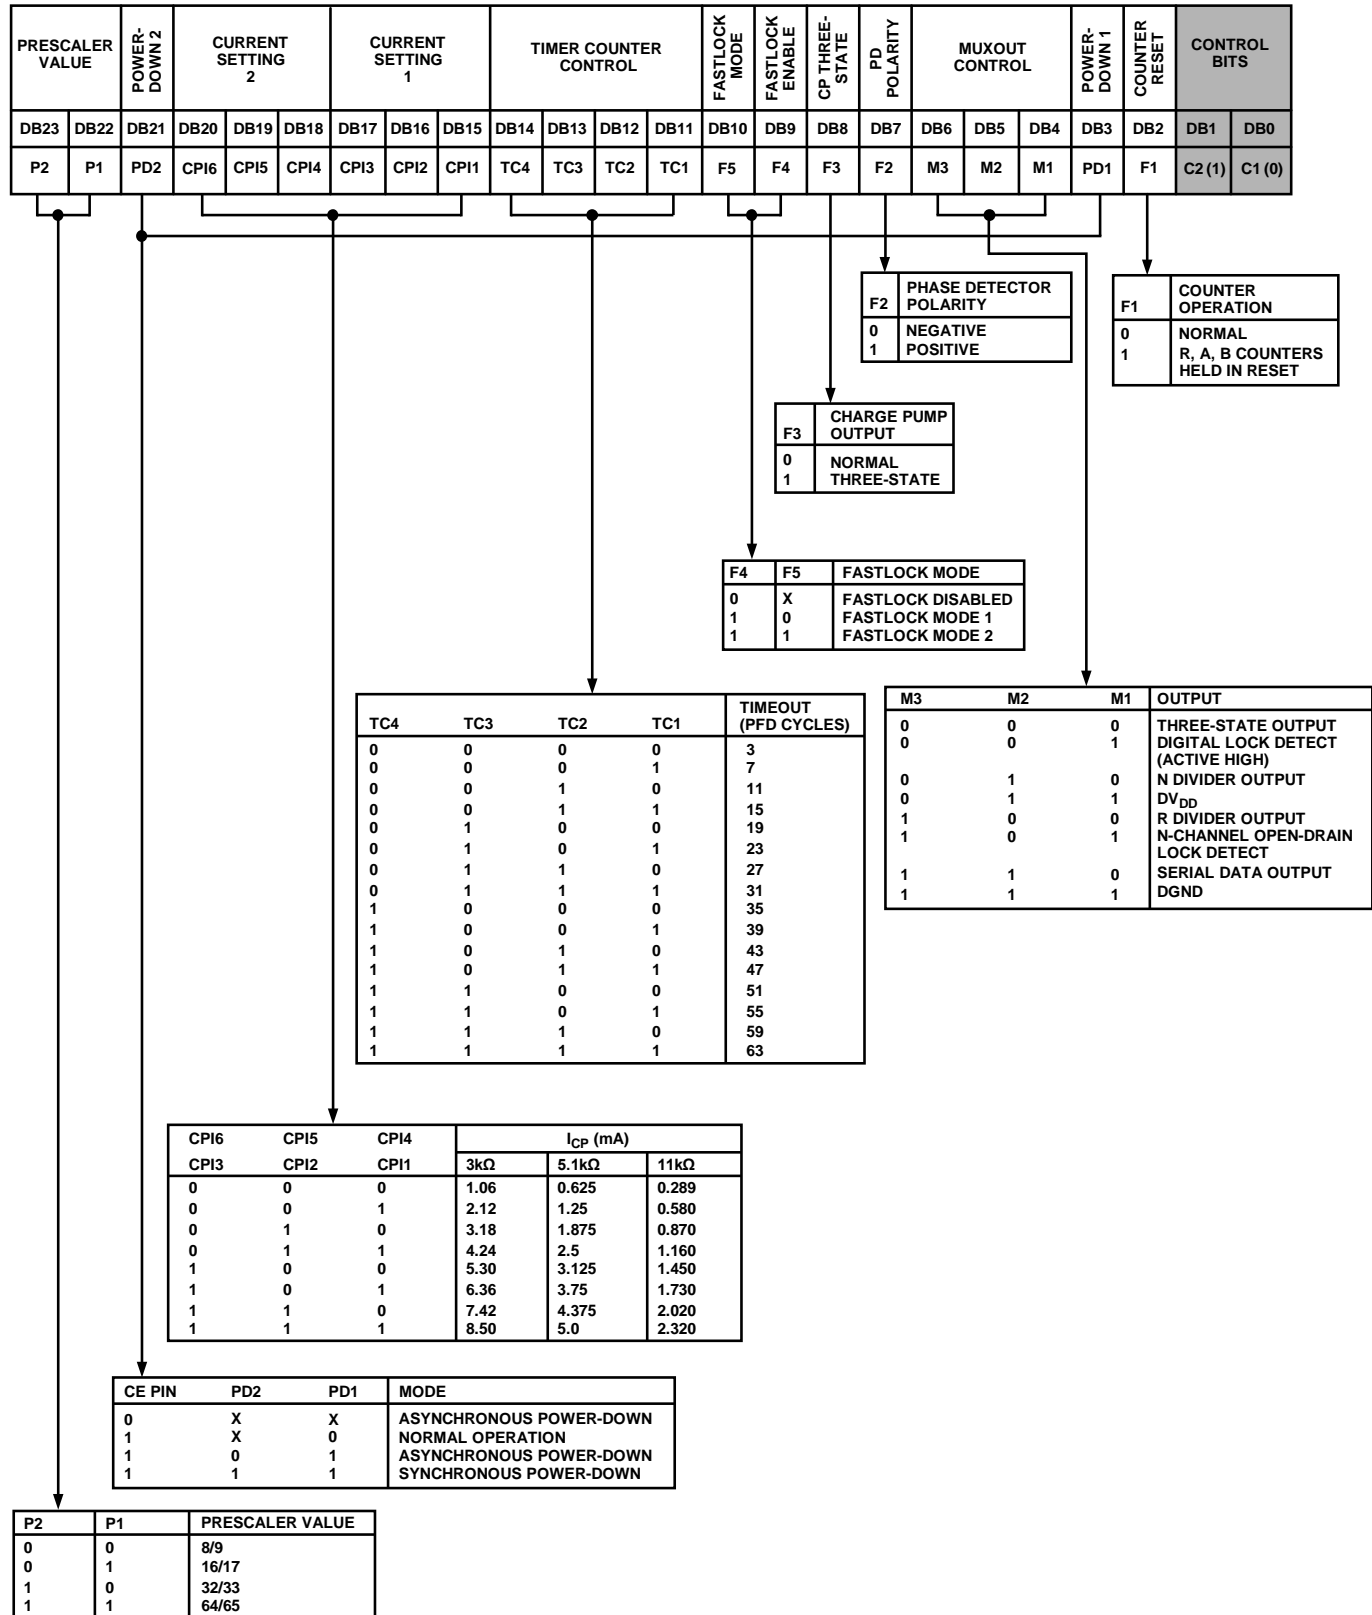 PRESCALER VALUE POWER-DOWN 2 CURRENT SETTING 2 CURRENT SETTING 1 TIMER COUNTER CONTROL FASTLOCK MODE FASTLOCK ENABLE CP THREE-STATE PD POLARITY MUXOUT CONTROL POWER-DOWN 1 COUNTER RESET CONTROL BITS
DB23 DB22 DB21 DB20 DB19 DB18 DB17 DB16 DB15 DB14 DB13 DB12 DB11 DB10 DB9 DB8 DB7 DB6 DB5 DB4 DB3 DB2 DB1 DB0
P2 P1 PD2 CPI6 CPI5 CPI4 CPI3 CPI2 CPI1 TC4 TC3 TC2 TC1 F5 F4 F3 F2 M3 M2 M1 PD1 F1 C2 (1) C1 (0)
F2 PHASE DETECTOR POLARITY
0 NEGATIVE
1 POSITIVE
F1 COUNTER OPERATION
0 NORMAL
1 R, A, B COUNTERS
HELD IN RESET
F3 CHARGE PUMP OUTPUT
0 NORMAL
1 THREE-STATE
F4 F5 FASTLOCK MODE
0 X FASTLOCK DISABLED
1 0 FASTLOCK MODE 1
1 1 FASTLOCK MODE 2
M3 M2 M1 OUTPUT
0 0 0 THREE-STATE OUTPUT
0 0 1 DIGITAL LOCK DETECT
(ACTIVE HIGH)
0 1 0 N DIVIDER OUTPUT
0 1 1 DVDD
1 0 0 R DIVIDER OUTPUT
1 0 1 N-CHANNEL OPEN-DRAIN
LOCK DETECT
1 1 0 SERIAL DATA OUTPUT
1 1 1 DGND
TC4 TC3 TC2 TC1 TIMEOUT (PFD CYCLES)
0 0 0 0 3
0 0 0 1 7
0 0 1 0 11
0 0 1 1 15
0 1 0 0 19
0 1 0 1 23
0 1 1 0 27
0 1 1 1 31
1 0 0 0 35
1 0 0 1 39
1 0 1 0 43
1 0 1 1 47
1 1 0 0 51
1 1 0 1 55
1 1 1 0 59
1 1 1 1 63
CPI6 CPI5 CPI4 ICP (mA)
CPI3 CPI2 CPI1 3kΩ 5.1kΩ 11kΩ
0 0 0 1.06 0.625 0.289
0 0 1 2.12 1.25 0.580
0 1 0 3.18 1.875 0.870
0 1 1 4.24 2.5 1.160
1 0 0 5.30 3.125 1.450
1 0 1 6.36 3.75 1.730
1 1 0 7.42 4.375 2.020
1 1 1 8.50 5.0 2.320
CE PIN PD2 PD1 MODE
0 X X ASYNCHRONOUS POWER-DOWN
1 X 0 NORMAL OPERATION
1 0 1 ASYNCHRONOUS POWER-DOWN
1 1 1 SYNCHRONOUS POWER-DOWN
P2 P1 PRESCALER VALUE
0 0 8/9
0 1 16/17
1 0 32/33
1 1 64/65